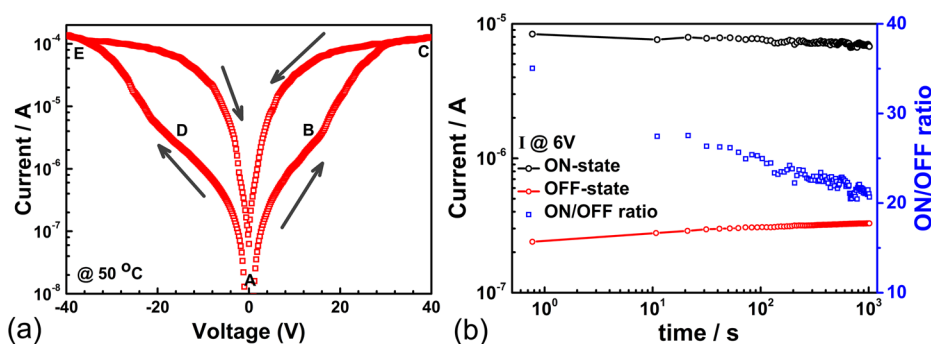 10⁻⁴
10⁻⁵
10⁻⁶
10⁻⁷
10⁻⁸
Current / A
E
C
D
B
A
@ 50 °C
-40
-20
0
20
40
Voltage (V)
(a)
10⁻⁵
10⁻⁶
10⁻⁷
Current / A
I @ 6V
ON-state
OFF-state
ON/OFF ratio
40
30
20
10
ON/OFF ratio
10⁰
10¹
10²
10³
time / s
(b)